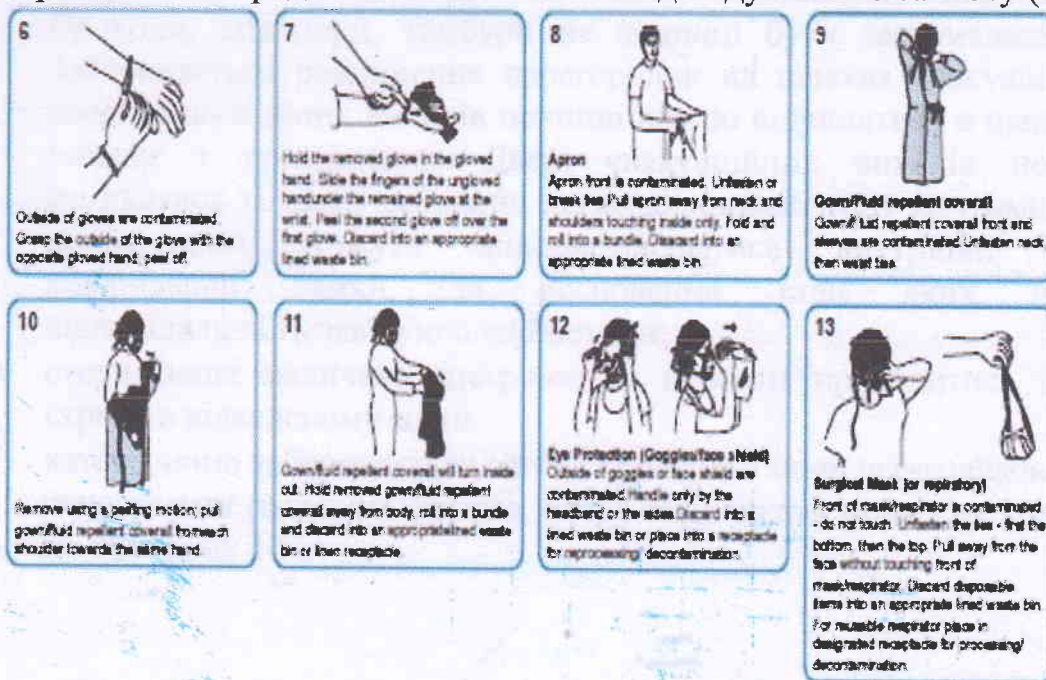 6
Outside of gloves are contaminated.
Grasp the outside of the glove with the
opposite gloved hand; peel off.
7
Hold the removed glove in the gloved
hand. Slide the fingers of the ungloved
handunder the remained glove at the
wrist, Peel the second glove off over the
first glove. Discard into an appropriate
lined waste bin.
8
Apron
Apron front is contaminated. Unfasten or
break ties. Pull apron away from neck and
shoulders touching inside only. Fold and
roll into a bundle. Discard into an
appropriate lined waste bin.
9
Gown/Fluid repellent coverall
Gown/fluid repellent coverall front and
sleeves are contaminated. Unfasten neck
than waist ties.
10
Remove using a peeling motion; pull
gown/fluid repellent coverall from each
shoulder towards the same hand.
11
Gown/fluid repellent coverall will turn inside
out. Hold removed gown/fluid repellent
coverall away from body, roll into a bundle
and discard into an appropriatelined waste
bin or linen receptacle.
12
Eye Protection (Goggles/face shield)
Outside of goggles or face shield are
contaminated. Handle only by the
headband or the sides. Discard into a
lined waste bin or place into a receptacle
for reprocessing/ decontamination.
13
Surgical Mask (or repiratory)
Front of mask/respirator is contaminated
- do not touch. Unfasten the ties - first the
bottom, then the top. Pull away from the
face without touching front of
mask/respirator. Discard disposable
items into an appropriate lined waste bin.
For reusable respirator place in
designated receptacle for processing/
decontamination.